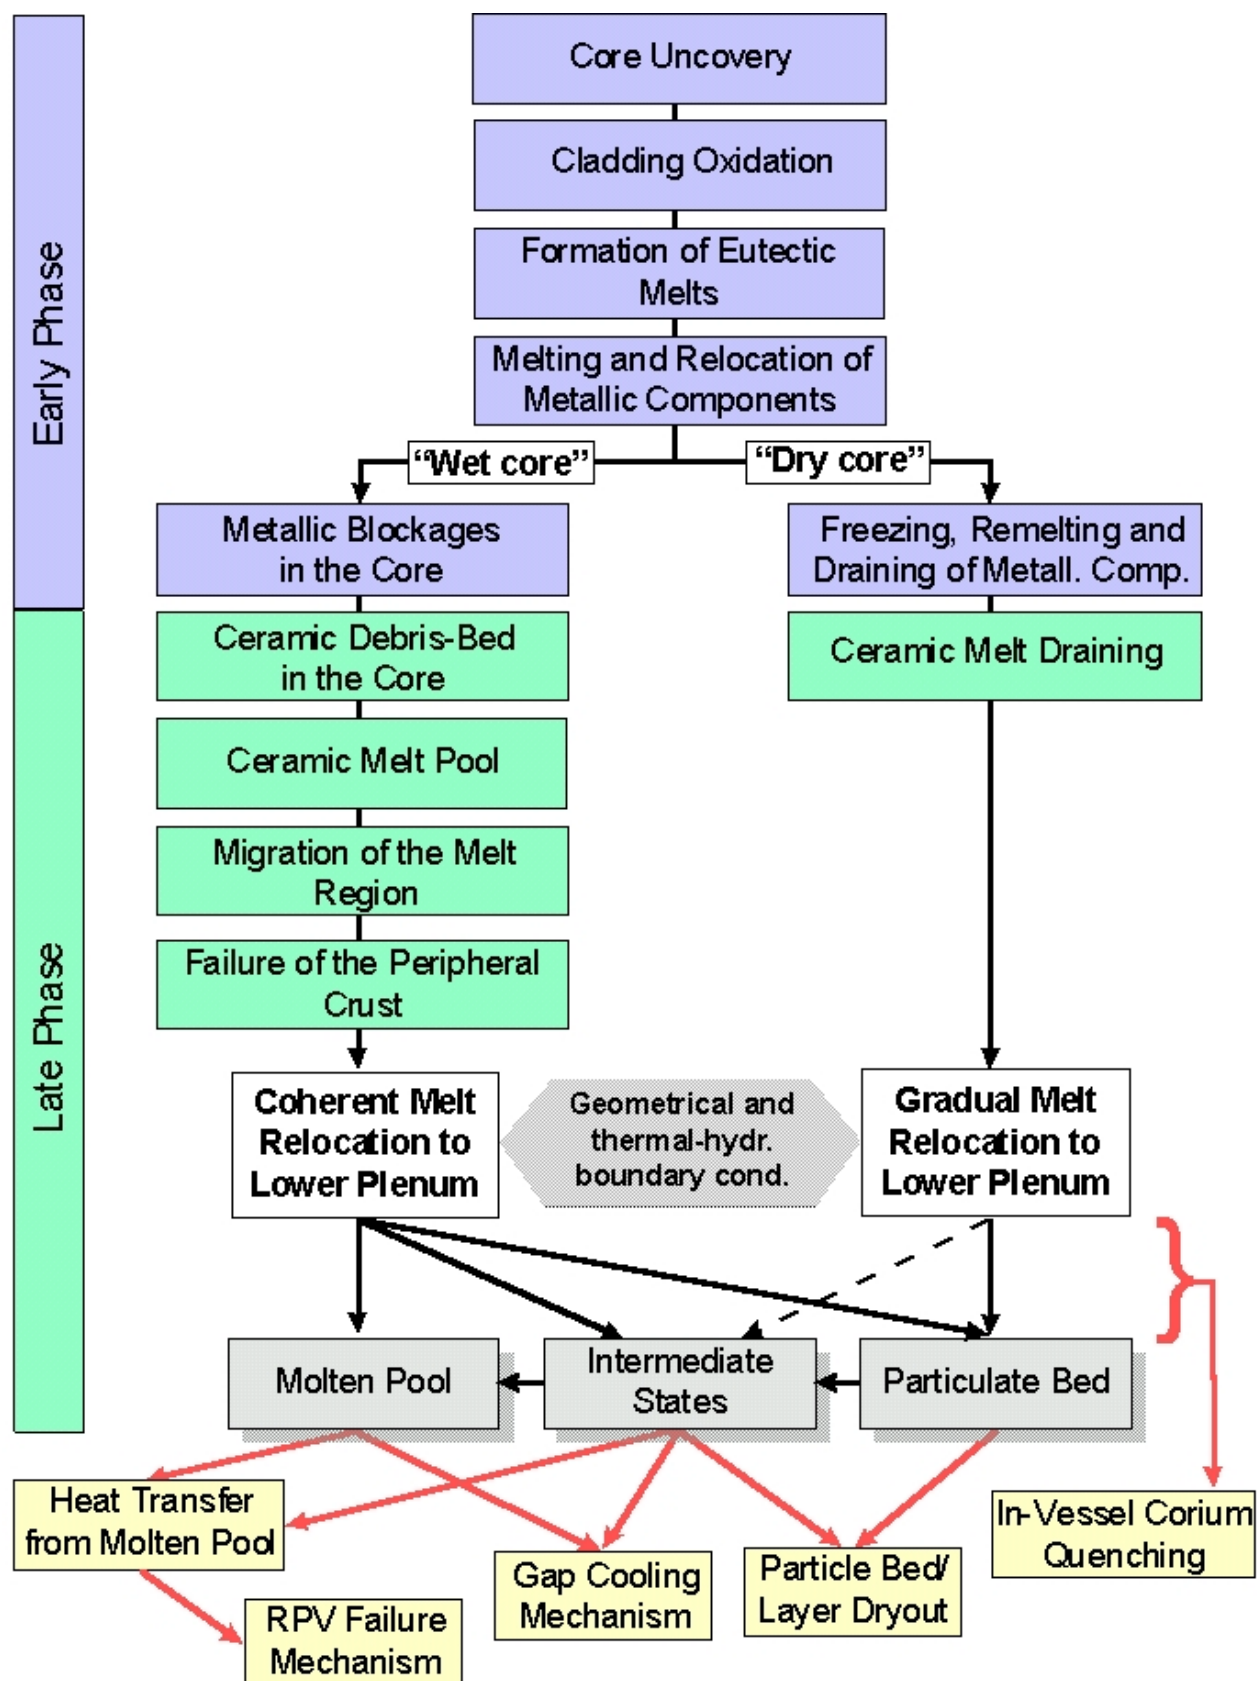 Core Uncovery
Cladding Oxidation
Formation of Eutectic
Melts
Melting and Relocation of
Metallic Components
Early Phase
“Wet core”
“Dry core”
Metallic Blockages
in the Core
Freezing, Remelting and
Draining of Metall. Comp.
Ceramic Debris-Bed
in the Core
Ceramic Melt Draining
Ceramic Melt Pool
Migration of the Melt
Region
Failure of the Peripheral
Crust
Late Phase
Coherent Melt
Relocation to
Lower Plenum
Geometrical and
thermal-hydr.
boundary cond.
Gradual Melt
Relocation to
Lower Plenum
Molten Pool
Intermediate
States
Particulate Bed
Heat Transfer
from Molten Pool
RPV Failure
Mechanism
Gap Cooling
Mechanism
Particle Bed/
Layer Dryout
In-Vessel Corium
Quenching